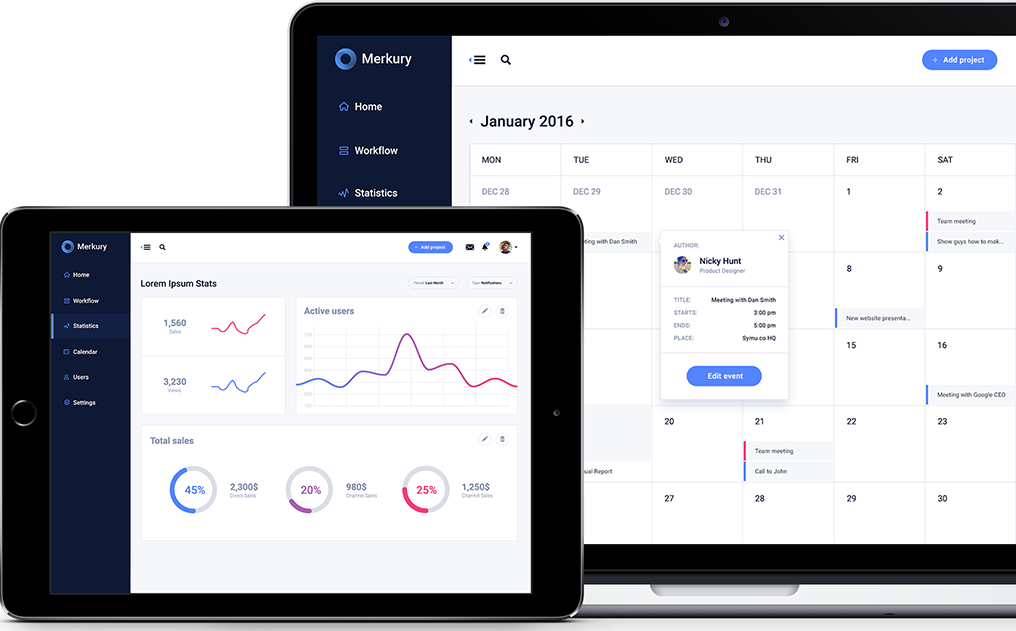 Merkury
+ Add project
Home
Workflow
Statistics
January 2016
MON TUE WED THU FRI SAT
DEC 28 DEC 29 DEC 30 DEC 31 1 2
Team meeting
Show guys how to mak...
ting with Dan Smith
AUTHOR:
Nicky Hunt
Product Designer
TITLE: Meeting with Dan Smith
STARTS: 3:00 pm
ENDS: 5:00 pm
PLACE: Symu.co HQ
Edit event
8 9
New website presenta...
15 16
Meeting with Google CEO
20 21 22 23
Team meeting
Call to John
ual Report
27 28 29 30
Merkury
+ Add project
Home
Workflow
Statistics
Calendar
Users
Settings
Lorem Ipsum Stats
Period: Last Month
Type: Notifications
1,560
Sales
3,230
Views
Active users
Total sales
45%
2,300$
Direct Sales
20%
980$
Channel Sales
25%
1,250$
Channel Sales